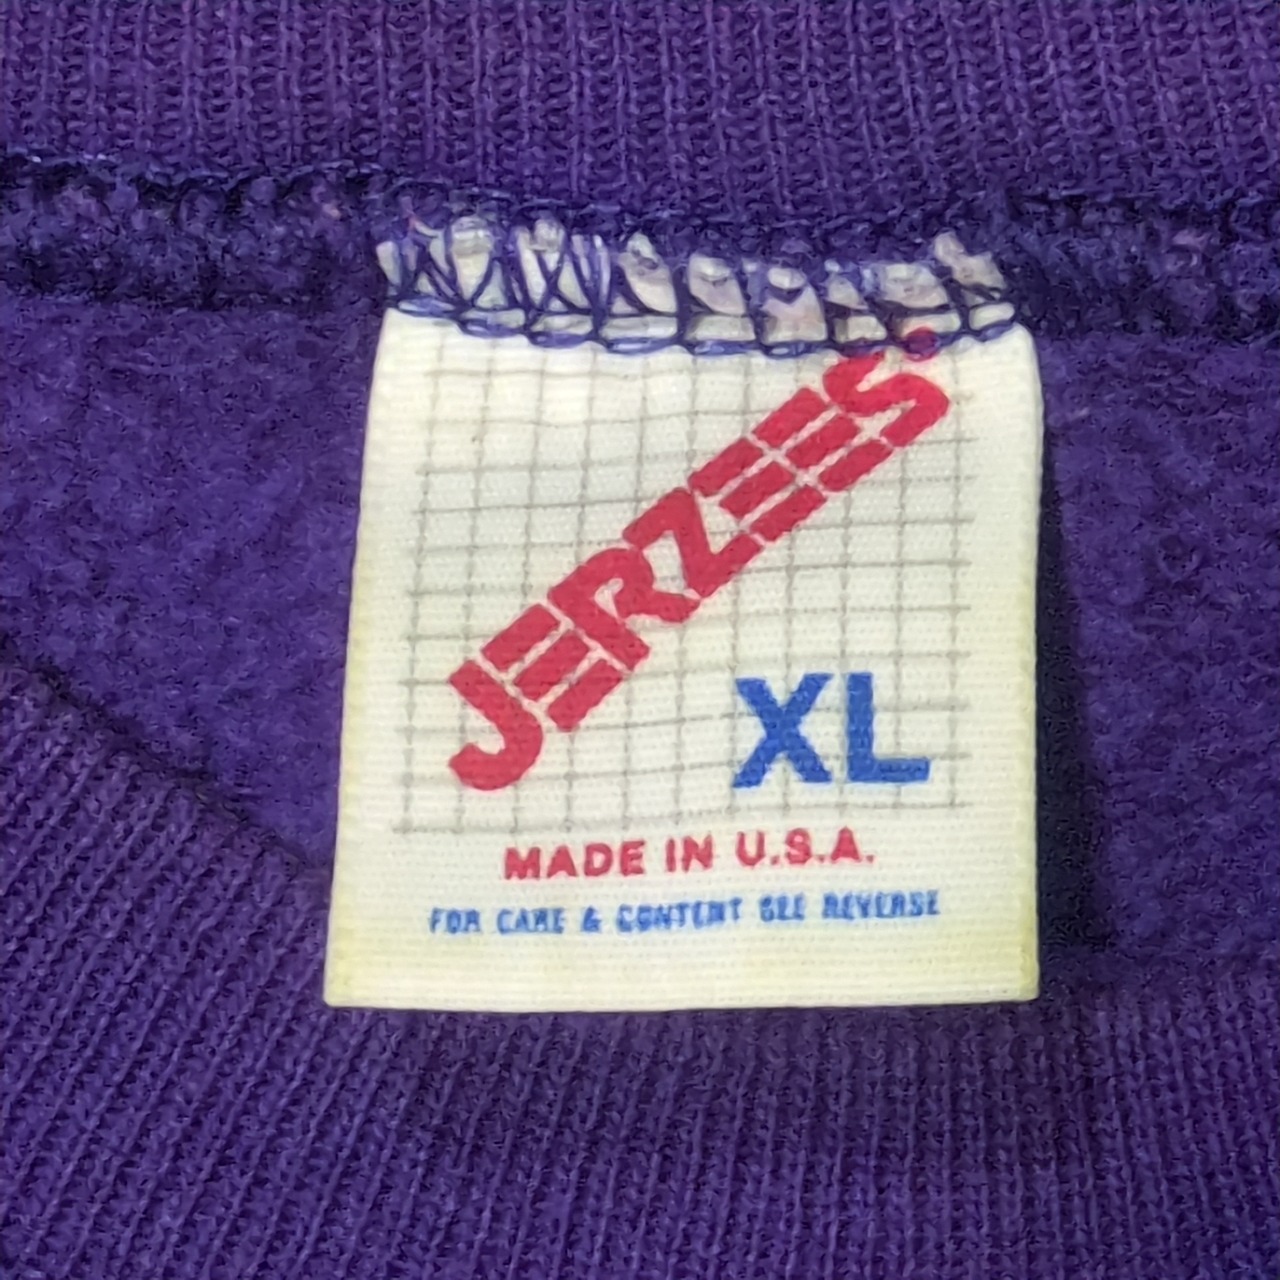 JERZEES
XL
MADE IN U.S.A.
FOR CARE & CONTENT SEE REVERSE